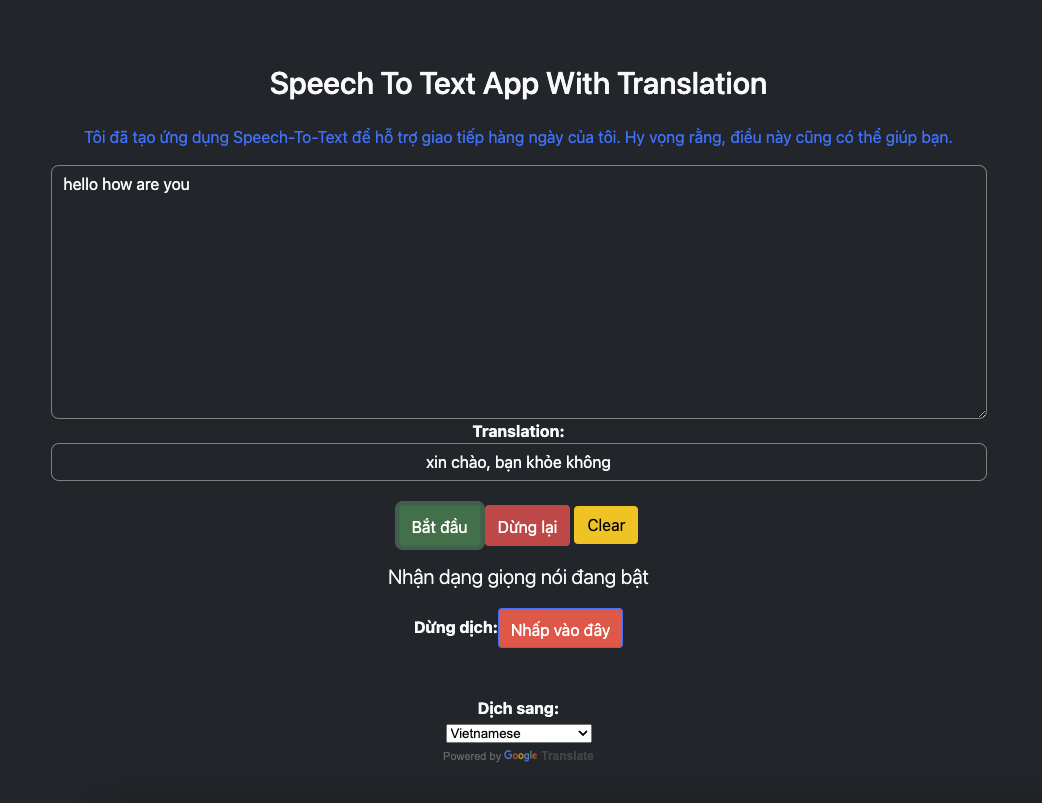 Speech To Text App With Translation
Tôi đã tạo ứng dụng Speech-To-Text để hỗ trợ giao tiếp hàng ngày của tôi. Hy vọng rằng, điều này cũng có thể giúp bạn.
hello how are you
Translation:
xin chào, bạn khỏe không
Bắt đầu Dừng lại Clear
Nhận dạng giọng nói đang bật
Dừng dịch: Nhấp vào đây
Dịch sang:
Vietnamese
Powered by Google Translate